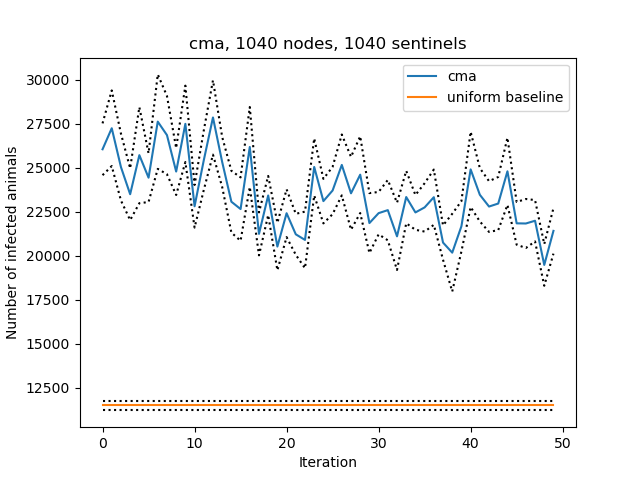 cma, 1040 nodes, 1040 sentinels
cma
uniform baseline
Number of infected animals
30000
27500
25000
22500
20000
17500
15000
12500
0 10 20 30 40 50
Iteration